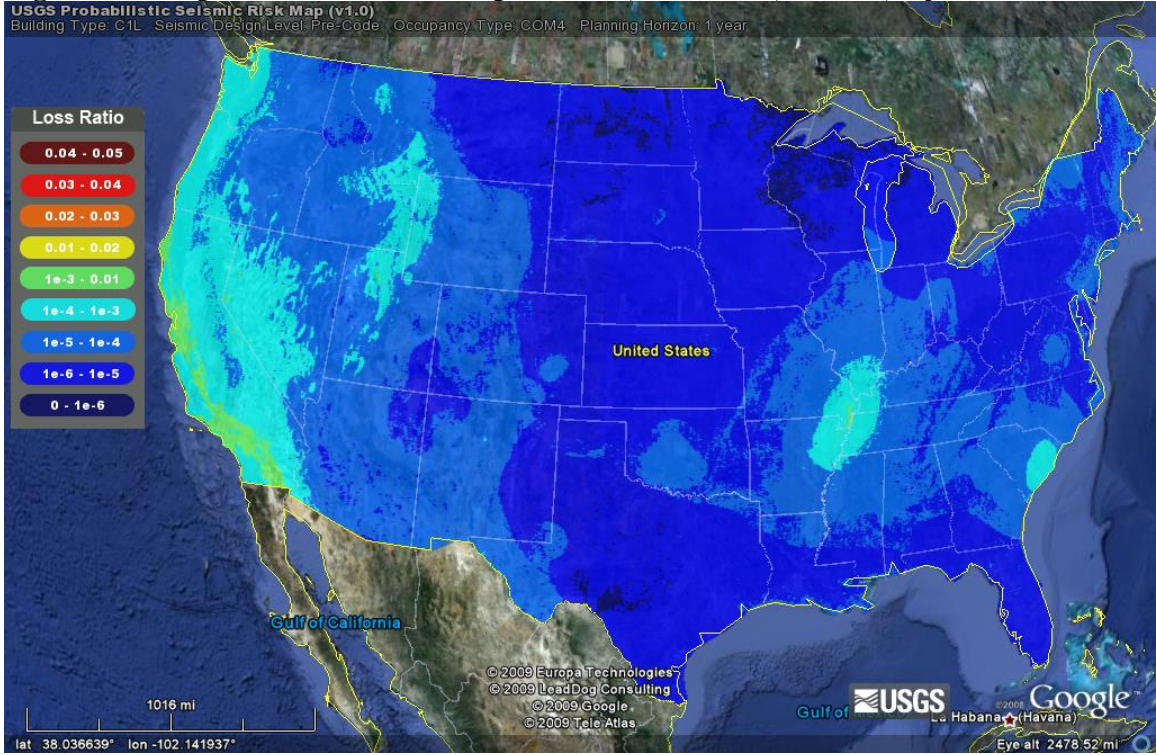 USGS Probabilistic Seismic Risk Map (v1.0)
Building Type: C1L Seismic Design Level: Pre-Code Occupancy Type: COM4 Planning Horizon: 1 year
Loss Ratio
0.04 - 0.05
0.03 - 0.04
0.02 - 0.03
0.01 - 0.02
1e-3 - 0.01
1e-4 - 1e-3
1e-5 - 1e-4
1e-6 - 1e-5
0 - 1e-6
United States
Gulf of California
© 2009 Europa Technologies
© 2009 LeadDog Consulting
© 2009 Google
© 2009 Tele Atlas
1016 mi
USGS
©2008 Google™
Gulf of
La Habana (Havana)
lat 38.036639° lon -102.141937°
Eye alt 2478.52 mi